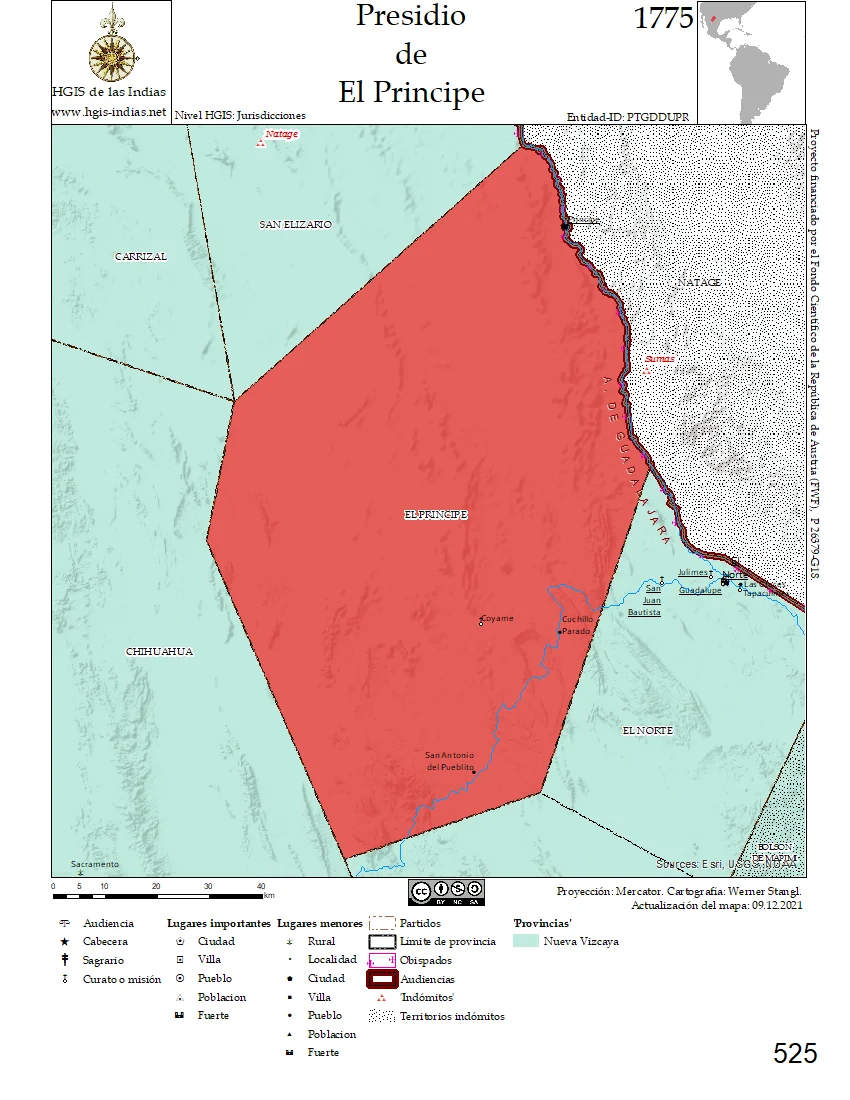 Presidio
de
El Principe
1775
HGIS de las Indias
www.hgis-indias.net
Nivel HGIS: Jurisdicciones
Entidad-ID: PTGDDUPR
Proyecto financiado por el Fondo Científico de la República de Austria (FWF), P 26379-G18
Natage
SAN ELIZARIO
CARRIZAL
NATAGE
Sumas
A. DE GUADALAJARA
EL PRINCIPE
Julimes
Norte
San
Juan
Bautista
Guadalupe
Coyame
Cuchillo
Parado
CHIHUAHUA
EL NORTE
San Antonio
del Pueblito
BOLSON
DE MAPIMI
Sacramento
Sources: Esri, USGS, NOAA
0 5 10 20 30 40
km
CC BY NC SA
Proyección: Mercator. Cartografía: Werner Stangl.
Actualización del mapa: 09.12.2021
Audiencia
Cabecera
Sagrario
Curato o misión
Lugares importantes
Ciudad
Villa
Pueblo
Poblacion
Fuerte
Lugares menores
Rural
Localidad
Ciudad
Villa
Pueblo
Poblacion
Fuerte
Partidos
Límite de provincia
Obispados
Audiencias
'Indómitos'
Territorios indómitos
'Provincias'
Nueva Vizcaya
525